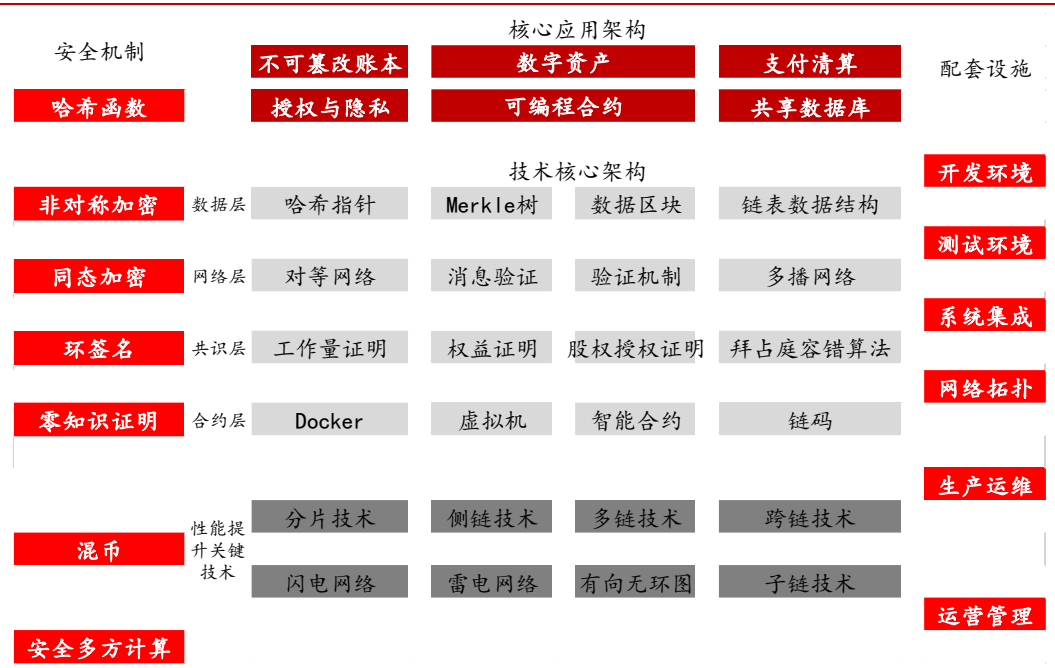 核心应用架构
安全机制
不可篡改账本 数字资产 支付清算
配套设施
哈希函数 授权与隐私 可编程合约 共享数据库
技术核心架构
开发环境
非对称加密 数据层 哈希指针 Merkle树 数据区块 链表数据结构
测试环境
同态加密 网络层 对等网络 消息验证 验证机制 多播网络
系统集成
环签名 共识层 工作量证明 权益证明 股权授权证明 拜占庭容错算法
网络拓扑
零知识证明 合约层 Docker 虚拟机 智能合约 链码
生产运维
分片技术 侧链技术 多链技术 跨链技术
混币
性能提
升关键
技术
闪电网络 雷电网络 有向无环图 子链技术
运营管理
安全多方计算